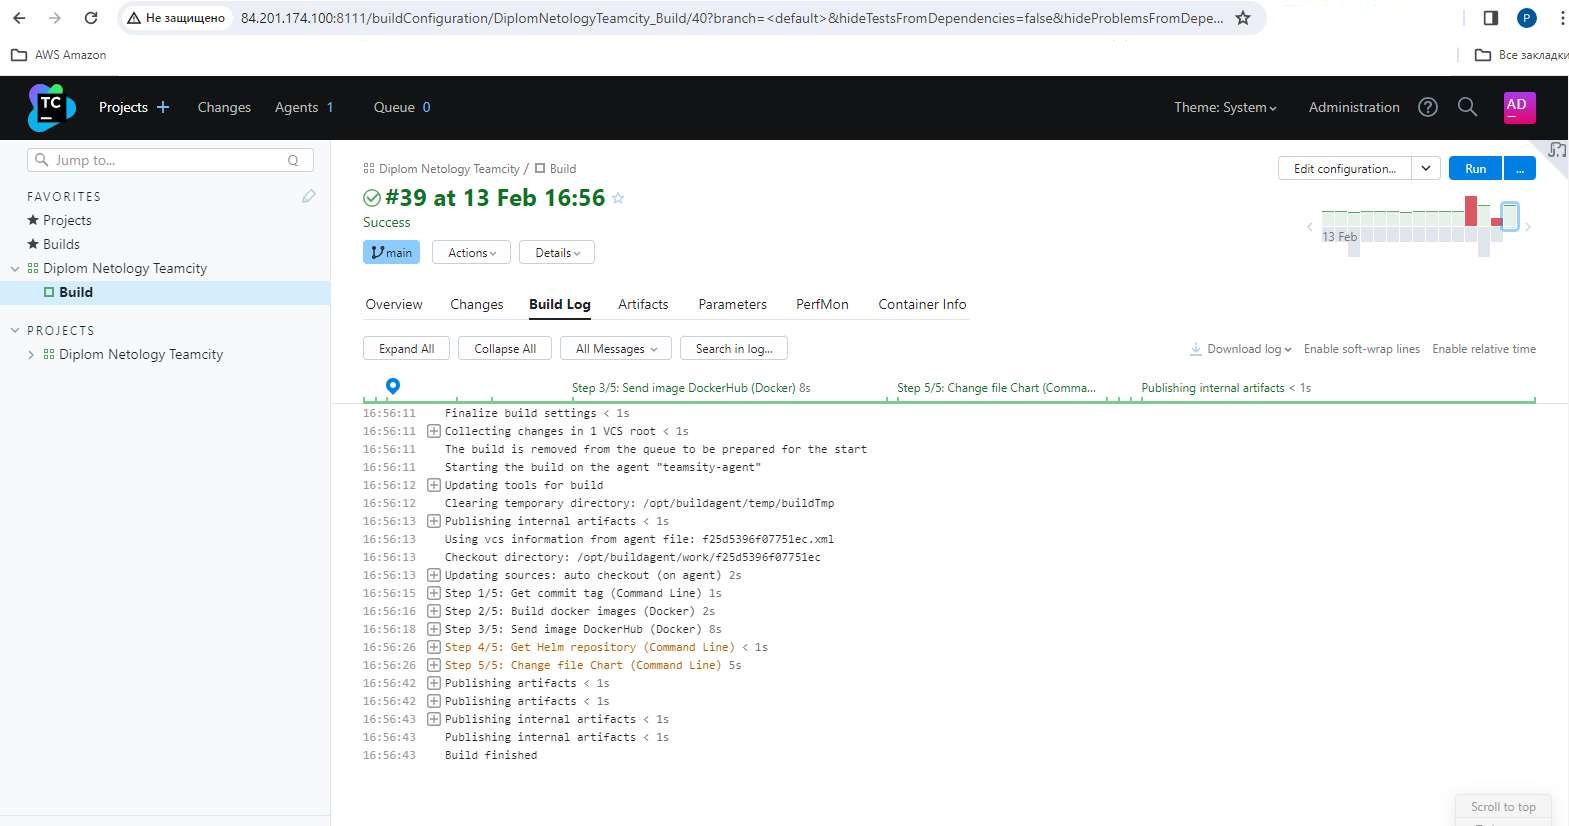 Не защищено 84.201.174.100:8111/buildConfiguration/DiplomNetologyTeamcity_Build/40?branch=<default>&hideTestsFromDependencies=false&hideProblemsFromDepe... P
AWS Amazon Все закладки
TC Projects + Changes Agents 1 Queue 0 Theme: System Administration ? AD
Jump to... Q
FAVORITES
Projects
Builds
Diplom Netology Teamcity
Build
PROJECTS
Diplom Netology Teamcity
Diplom Netology Teamcity / Build
Edit configuration... Run ...
#39 at 13 Feb 16:56
Success
13 Feb
main Actions Details
Overview Changes Build Log Artifacts Parameters PerfMon Container Info
Expand All Collapse All All Messages Search in log... Download log Enable soft-wrap lines Enable relative time
Step 3/5: Send image DockerHub (Docker) 8s Step 5/5: Change file Chart (Comma... Publishing internal artifacts < 1s
16:56:11 Finalize build settings < 1s
16:56:11 Collecting changes in 1 VCS root < 1s
16:56:11 The build is removed from the queue to be prepared for the start
16:56:11 Starting the build on the agent "teamsity-agent"
16:56:12 Updating tools for build
16:56:12 Clearing temporary directory: /opt/buildagent/temp/buildTmp
16:56:13 Publishing internal artifacts < 1s
16:56:13 Using vcs information from agent file: f25d5396f07751ec.xml
16:56:13 Checkout directory: /opt/buildagent/work/f25d5396f07751ec
16:56:13 Updating sources: auto checkout (on agent) 2s
16:56:15 Step 1/5: Get commit tag (Command Line) 1s
16:56:16 Step 2/5: Build docker images (Docker) 2s
16:56:18 Step 3/5: Send image DockerHub (Docker) 8s
16:56:26 Step 4/5: Get Helm repository (Command Line) < 1s
16:56:26 Step 5/5: Change file Chart (Command Line) 5s
16:56:42 Publishing artifacts < 1s
16:56:42 Publishing artifacts < 1s
16:56:43 Publishing internal artifacts < 1s
16:56:43 Publishing internal artifacts < 1s
16:56:43 Build finished
Scroll to top